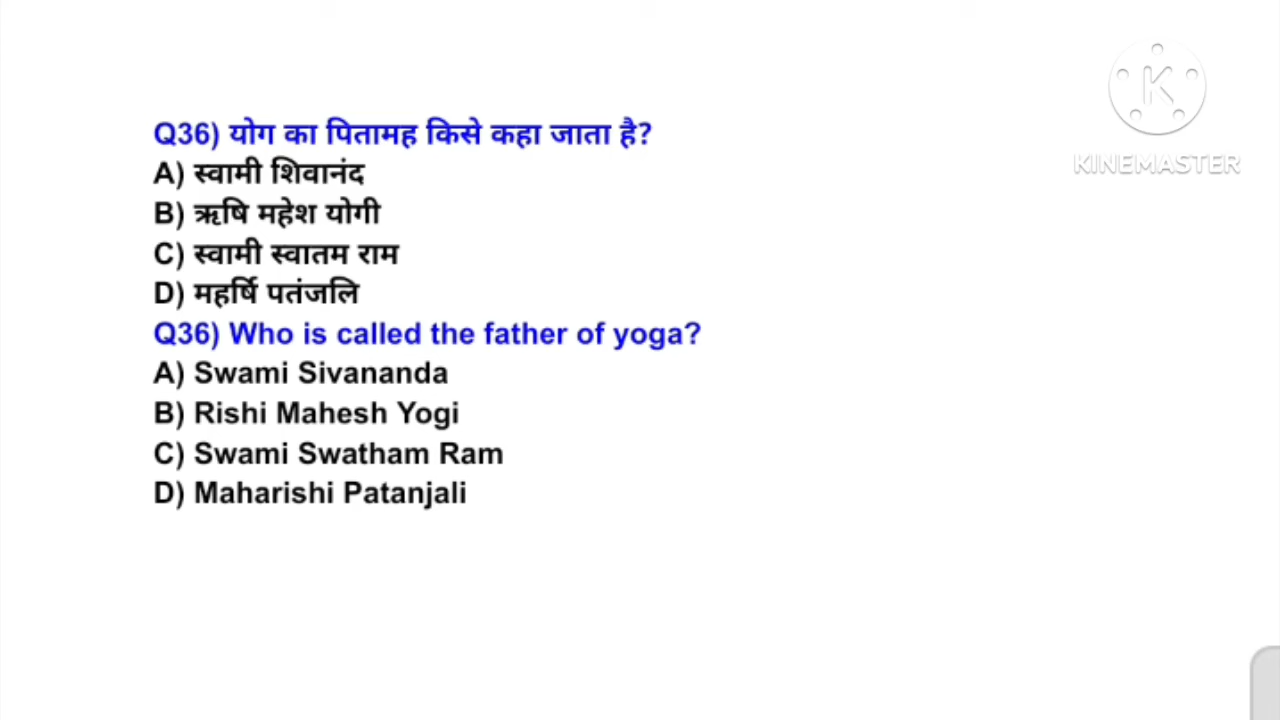 Q36) योग का पितामह किसे कहा जाता है?
A) स्वामी शिवानंद
B) ऋषि महेश योगी
C) स्वामी स्वातम राम
D) महर्षि पतंजलि
Q36) Who is called the father of yoga?
A) Swami Sivananda
B) Rishi Mahesh Yogi
C) Swami Swatham Ram
D) Maharishi Patanjali
K
KINEMASTER